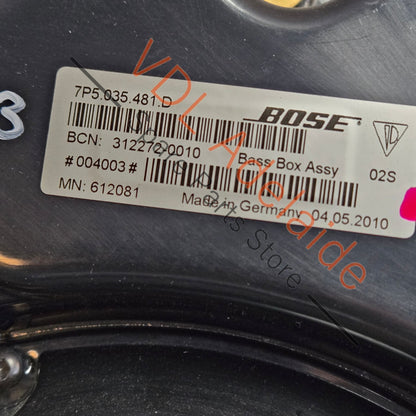 7P5.035.481.D
BOSE
BCN: 312272-0010
Bass Box Assy
02S
#004003#
MN: 612081
Made in Germany 04.05.2010
VDL Adelaide
Spare Parts Store
B